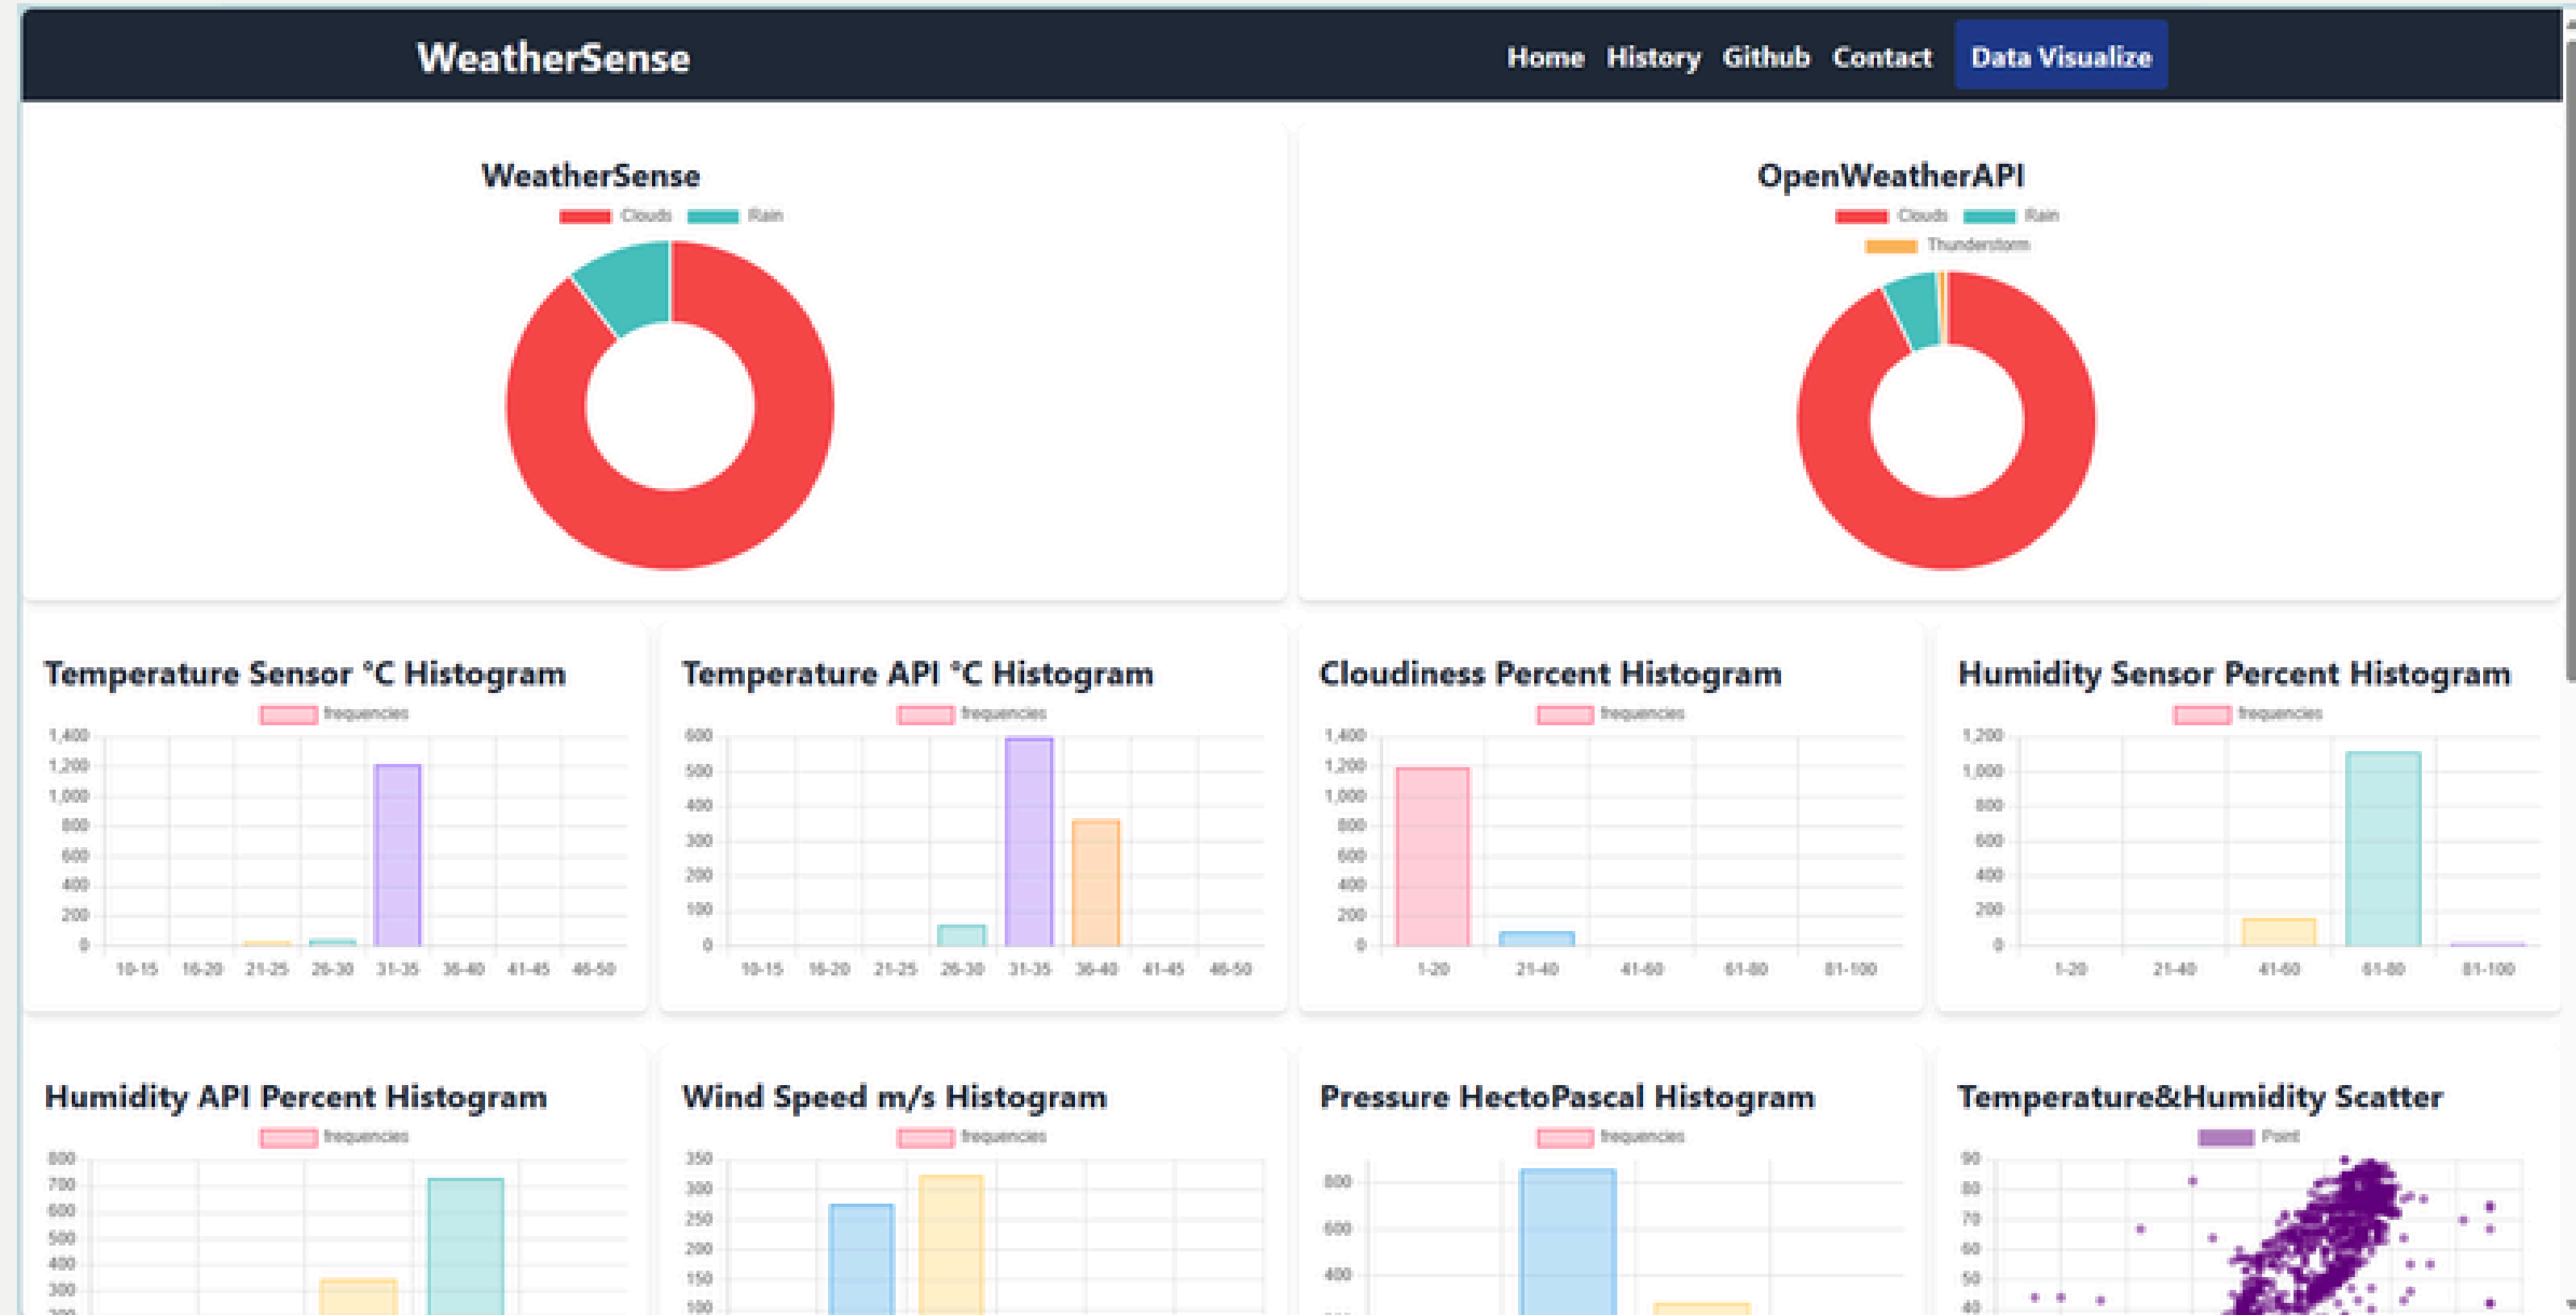 WeatherSense
Home History Github Contact Data Visualize
WeatherSense
Clouds Rain
OpenWeatherAPI
Clouds Rain
Thunderstorm
Temperature Sensor °C Histogram
frequencies
1,400
1,200
1,000
800
600
400
200
0
10-15 16-20 21-25 26-30 31-35 36-40 41-45 46-50
Temperature API °C Histogram
frequencies
600
500
400
300
200
100
0
10-15 16-20 21-25 26-30 31-35 36-40 41-45 46-50
Cloudiness Percent Histogram
frequencies
1,400
1,200
1,000
800
600
400
200
0
1-20 21-40 41-60 61-80 81-100
Humidity Sensor Percent Histogram
frequencies
1,200
1,000
800
600
400
200
0
1-20 21-40 41-60 61-80 81-100
Humidity API Percent Histogram
frequencies
800
700
600
500
400
300
Wind Speed m/s Histogram
frequencies
350
300
250
200
150
100
Pressure HectoPascal Histogram
frequencies
800
600
400
Temperature&Humidity Scatter
Point
90
80
70
60
50
40